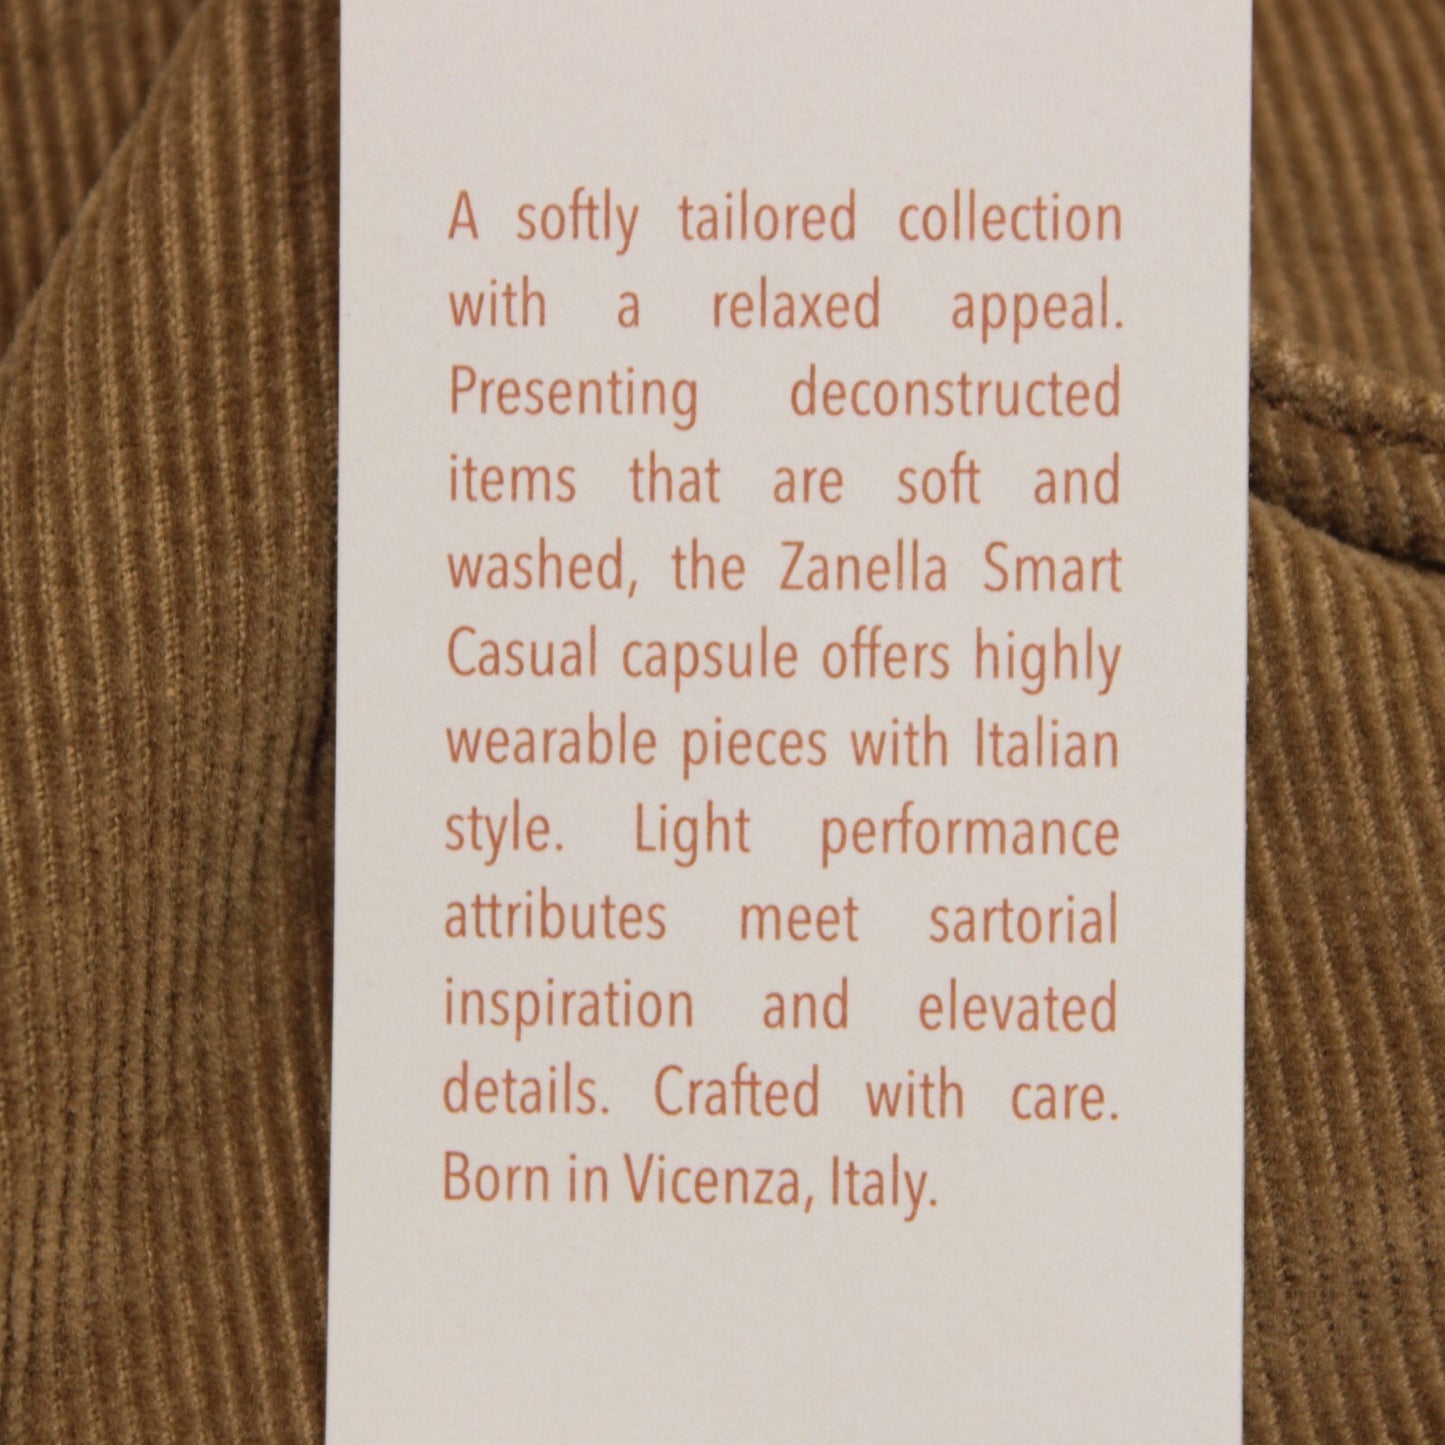 A softly tailored collection
with a relaxed appeal.
Presenting deconstructed
items that are soft and
washed, the Zanella Smart
Casual capsule offers highly
wearable pieces with Italian
style. Light performance
attributes meet sartorial
inspiration and elevated
details. Crafted with care.
Born in Vicenza, Italy.